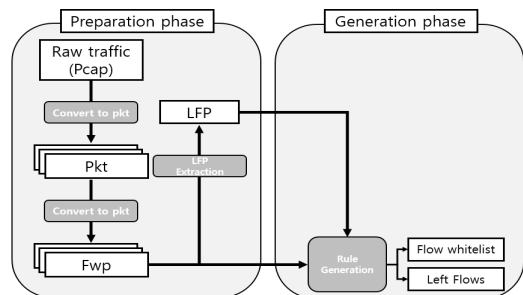 Preparation phase
Generation phase
Raw traffic
(Pcap)
Convert to pkt
LFP
Pkt
LFP
Extraction
Convert to pkt
Fwp
Rule
Generation
Flow whitelist
Left Flows